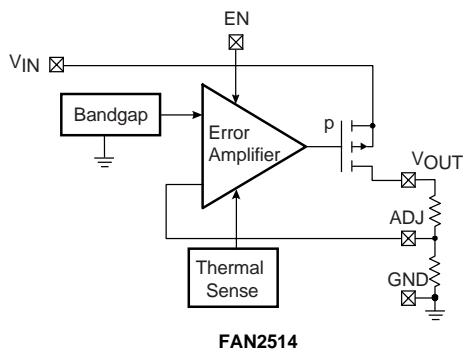 EN
VIN
Bandgap
Error
Amplifier
p
VOUT
ADJ
Thermal
Sense
GND
FAN2514